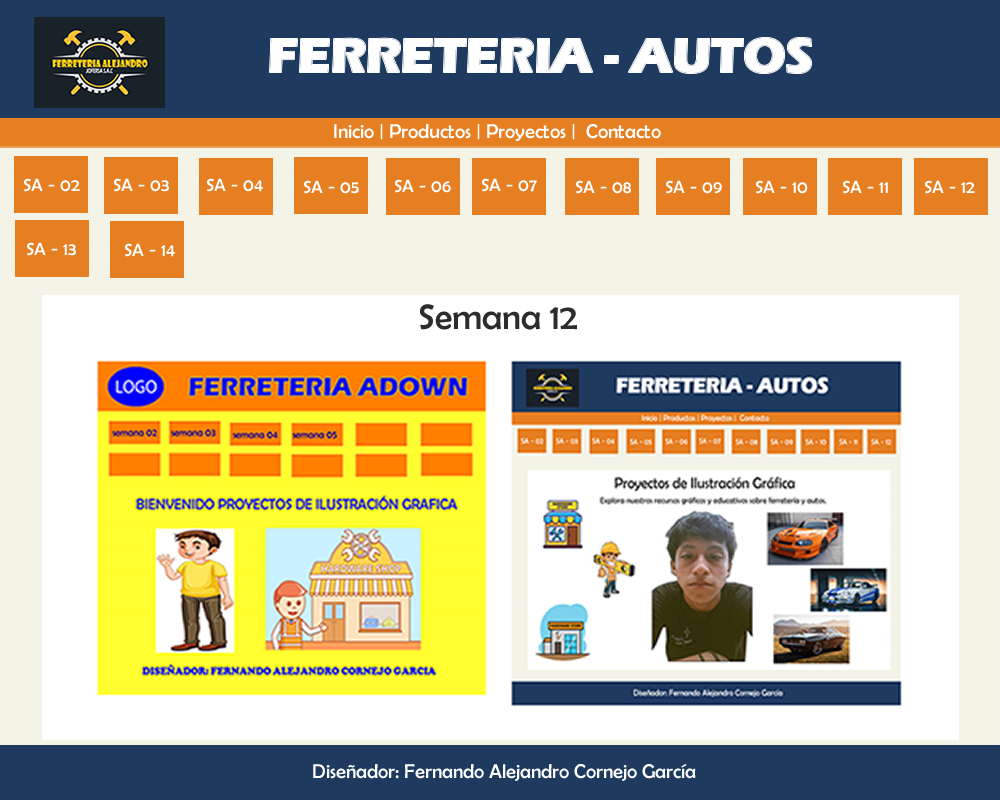 FERRETERIA ALEJANDRO
JOFERSA S.A.C
FERRETERIA - AUTOS
Inicio | Productos | Proyectos | Contacto
SA - 02 SA - 03 SA - 04 SA - 05 SA - 06 SA - 07 SA - 08 SA - 09 SA - 10 SA - 11 SA - 12
SA - 13 SA - 14
Semana 12
LOGO
FERRETERIA ADOWN
semana 02 semana 03 semana 04 semana 05
BIENVENIDO PROYECTOS DE ILUSTRACIÓN GRAFICA
HARDWARE SHOP
DISEÑADOR: FERNANDO ALEJANDRO CORNEJO GARCIA
FERRETERIA - AUTOS
Inicio | Productos | Proyectos | Contacto
SA - 02 SA - 03 SA - 04 SA - 05 SA - 06 SA - 07 SA - 08 SA - 09 SA - 10 SA - 11 SA - 12
Proyectos de Ilustración Gráfica
Explora nuestros recursos gráficos y educativos sobre ferretería y autos.
HARDWARE STORE
Diseñador: Fernando Alejandro Cornejo García
Diseñador: Fernando Alejandro Cornejo García